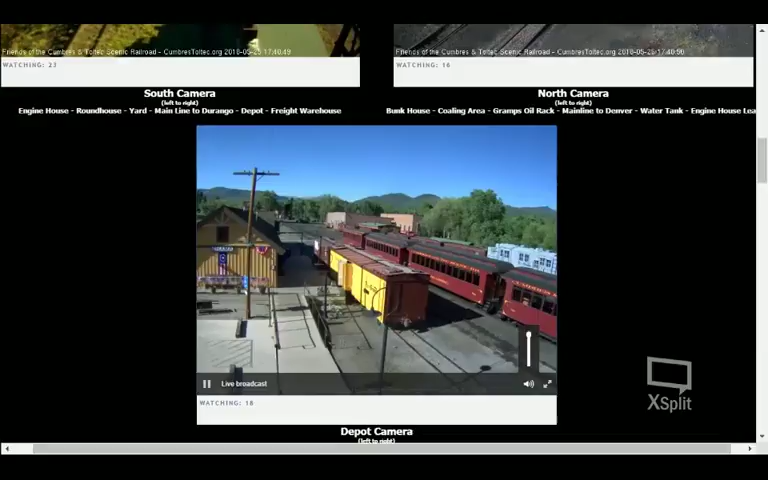 Friends of the Cumbres & Toltec Scenic Railroad - CumbresToltec.org 2018-05-25 17:40:49
Friends of the Cumbres & Toltec Scenic Railroad - CumbresToltec.org 2018-05-25 17:40:50
WATCHING: 23
WATCHING: 16
South Camera
(left to right)
Engine House - Roundhouse - Yard - Main Line to Durango - Depot - Freight Warehouse
North Camera
(left to right)
Bunk House - Coaling Area - Gramps Oil Rack - Mainline to Denver - Water Tank - Engine House Lea
CHAMA
Live broadcast
XSplit
WATCHING: 18
Depot Camera
(left to right)